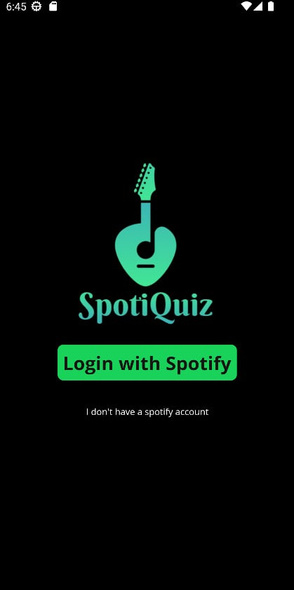 6:45
SpotiQuiz
Login with Spotify
I don't have a spotify account